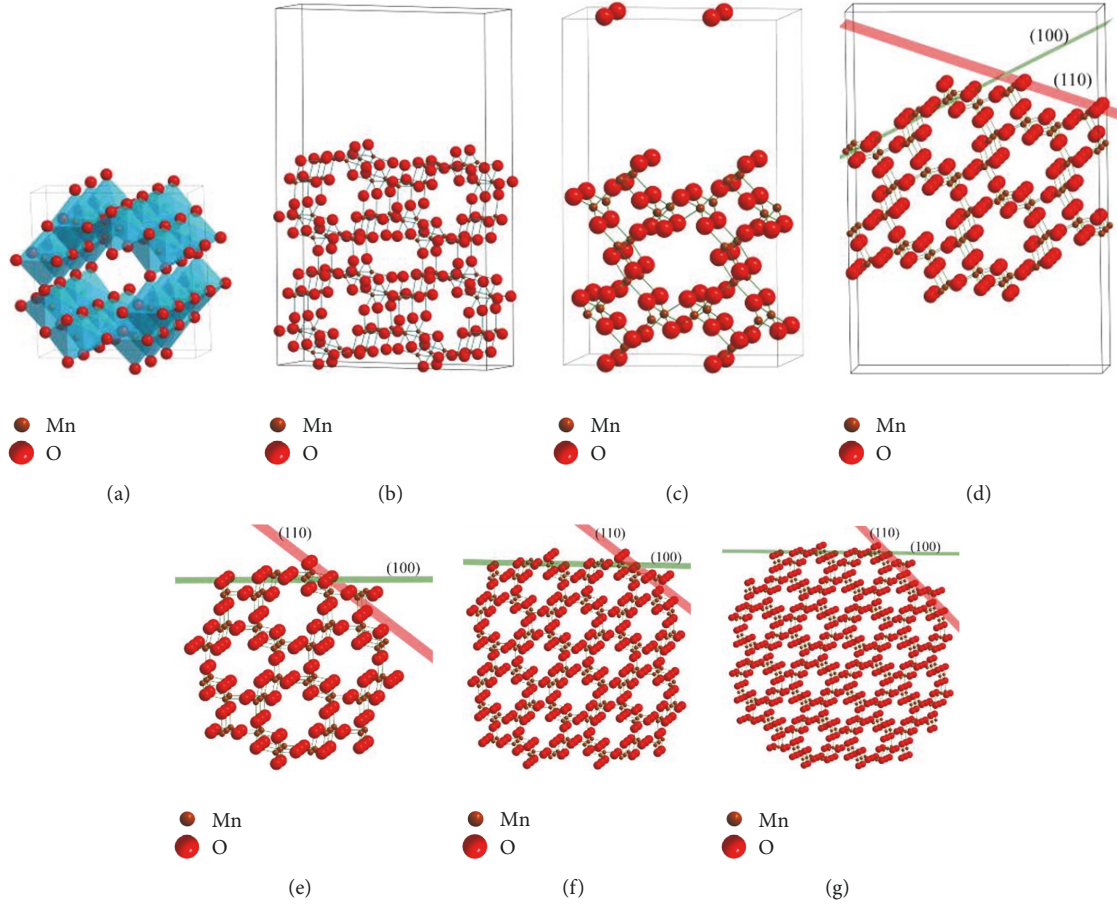 (100)
(110)
Mn
O
Mn
O
Mn
O
Mn
O
(a)
(b)
(c)
(d)
(110)
(100)
(110)
(100)
(110)
(100)
Mn
O
Mn
O
Mn
O
(e)
(f)
(g)